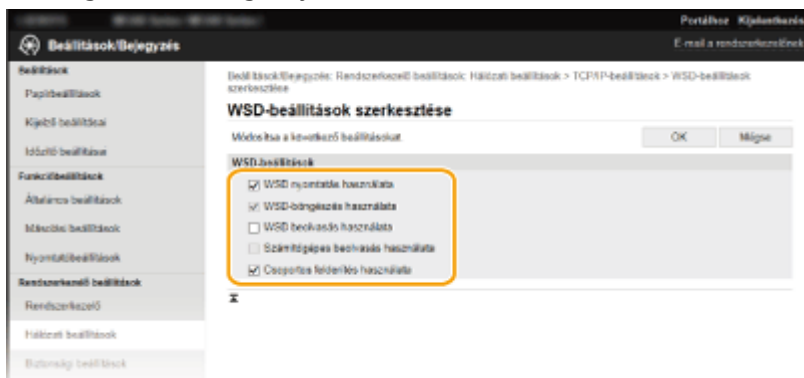 Portálhoz Kijelentkezés
Beállítások/Bejegyzés
E-mail a rendszerkezelőnek
Beállítások
Papírbeállítások
Kijelző beállításai
Időzítő beállításai
Funkcióbeállítások
Általános beállítások
Másolási beállítások
Nyomtatóbeállítások
Rendszerkezelő beállítások
Rendszerkezelő
Hálózati beállítások
Biztonsági beállítások
Beállítások/Bejegyzés: Rendszerkezelő beállítások: Hálózati beállítások > TCP/IP-beállítások > WSD-beállítások
szerkesztése
WSD-beállítások szerkesztése
Módosítsa a következő beállításokat.
OK Mégse
WSD-beállítások
WSD nyomtatás használata
WSD-böngészés használata
WSD beolvasás használata
Számítógépes beolvasás használata
Csoportos felderítés használata